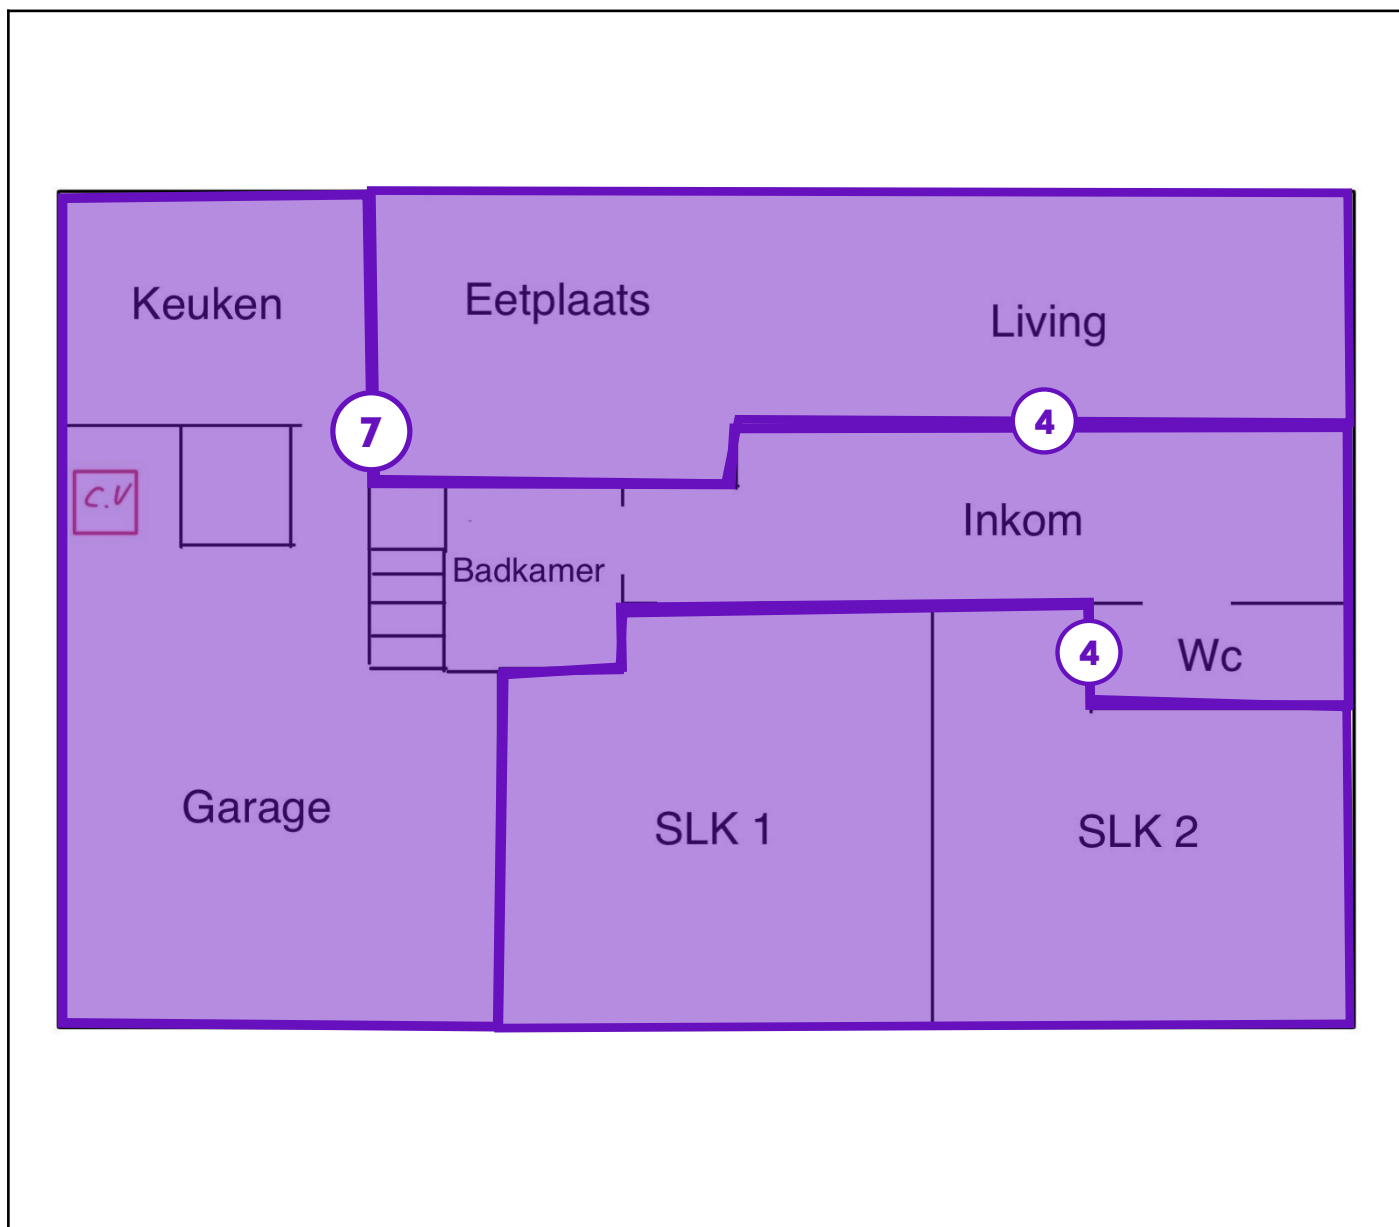 Keuken
Eetplaats
Living
7
4
C.V
Inkom
Badkamer
4
Wc
Garage
SLK 1
SLK 2